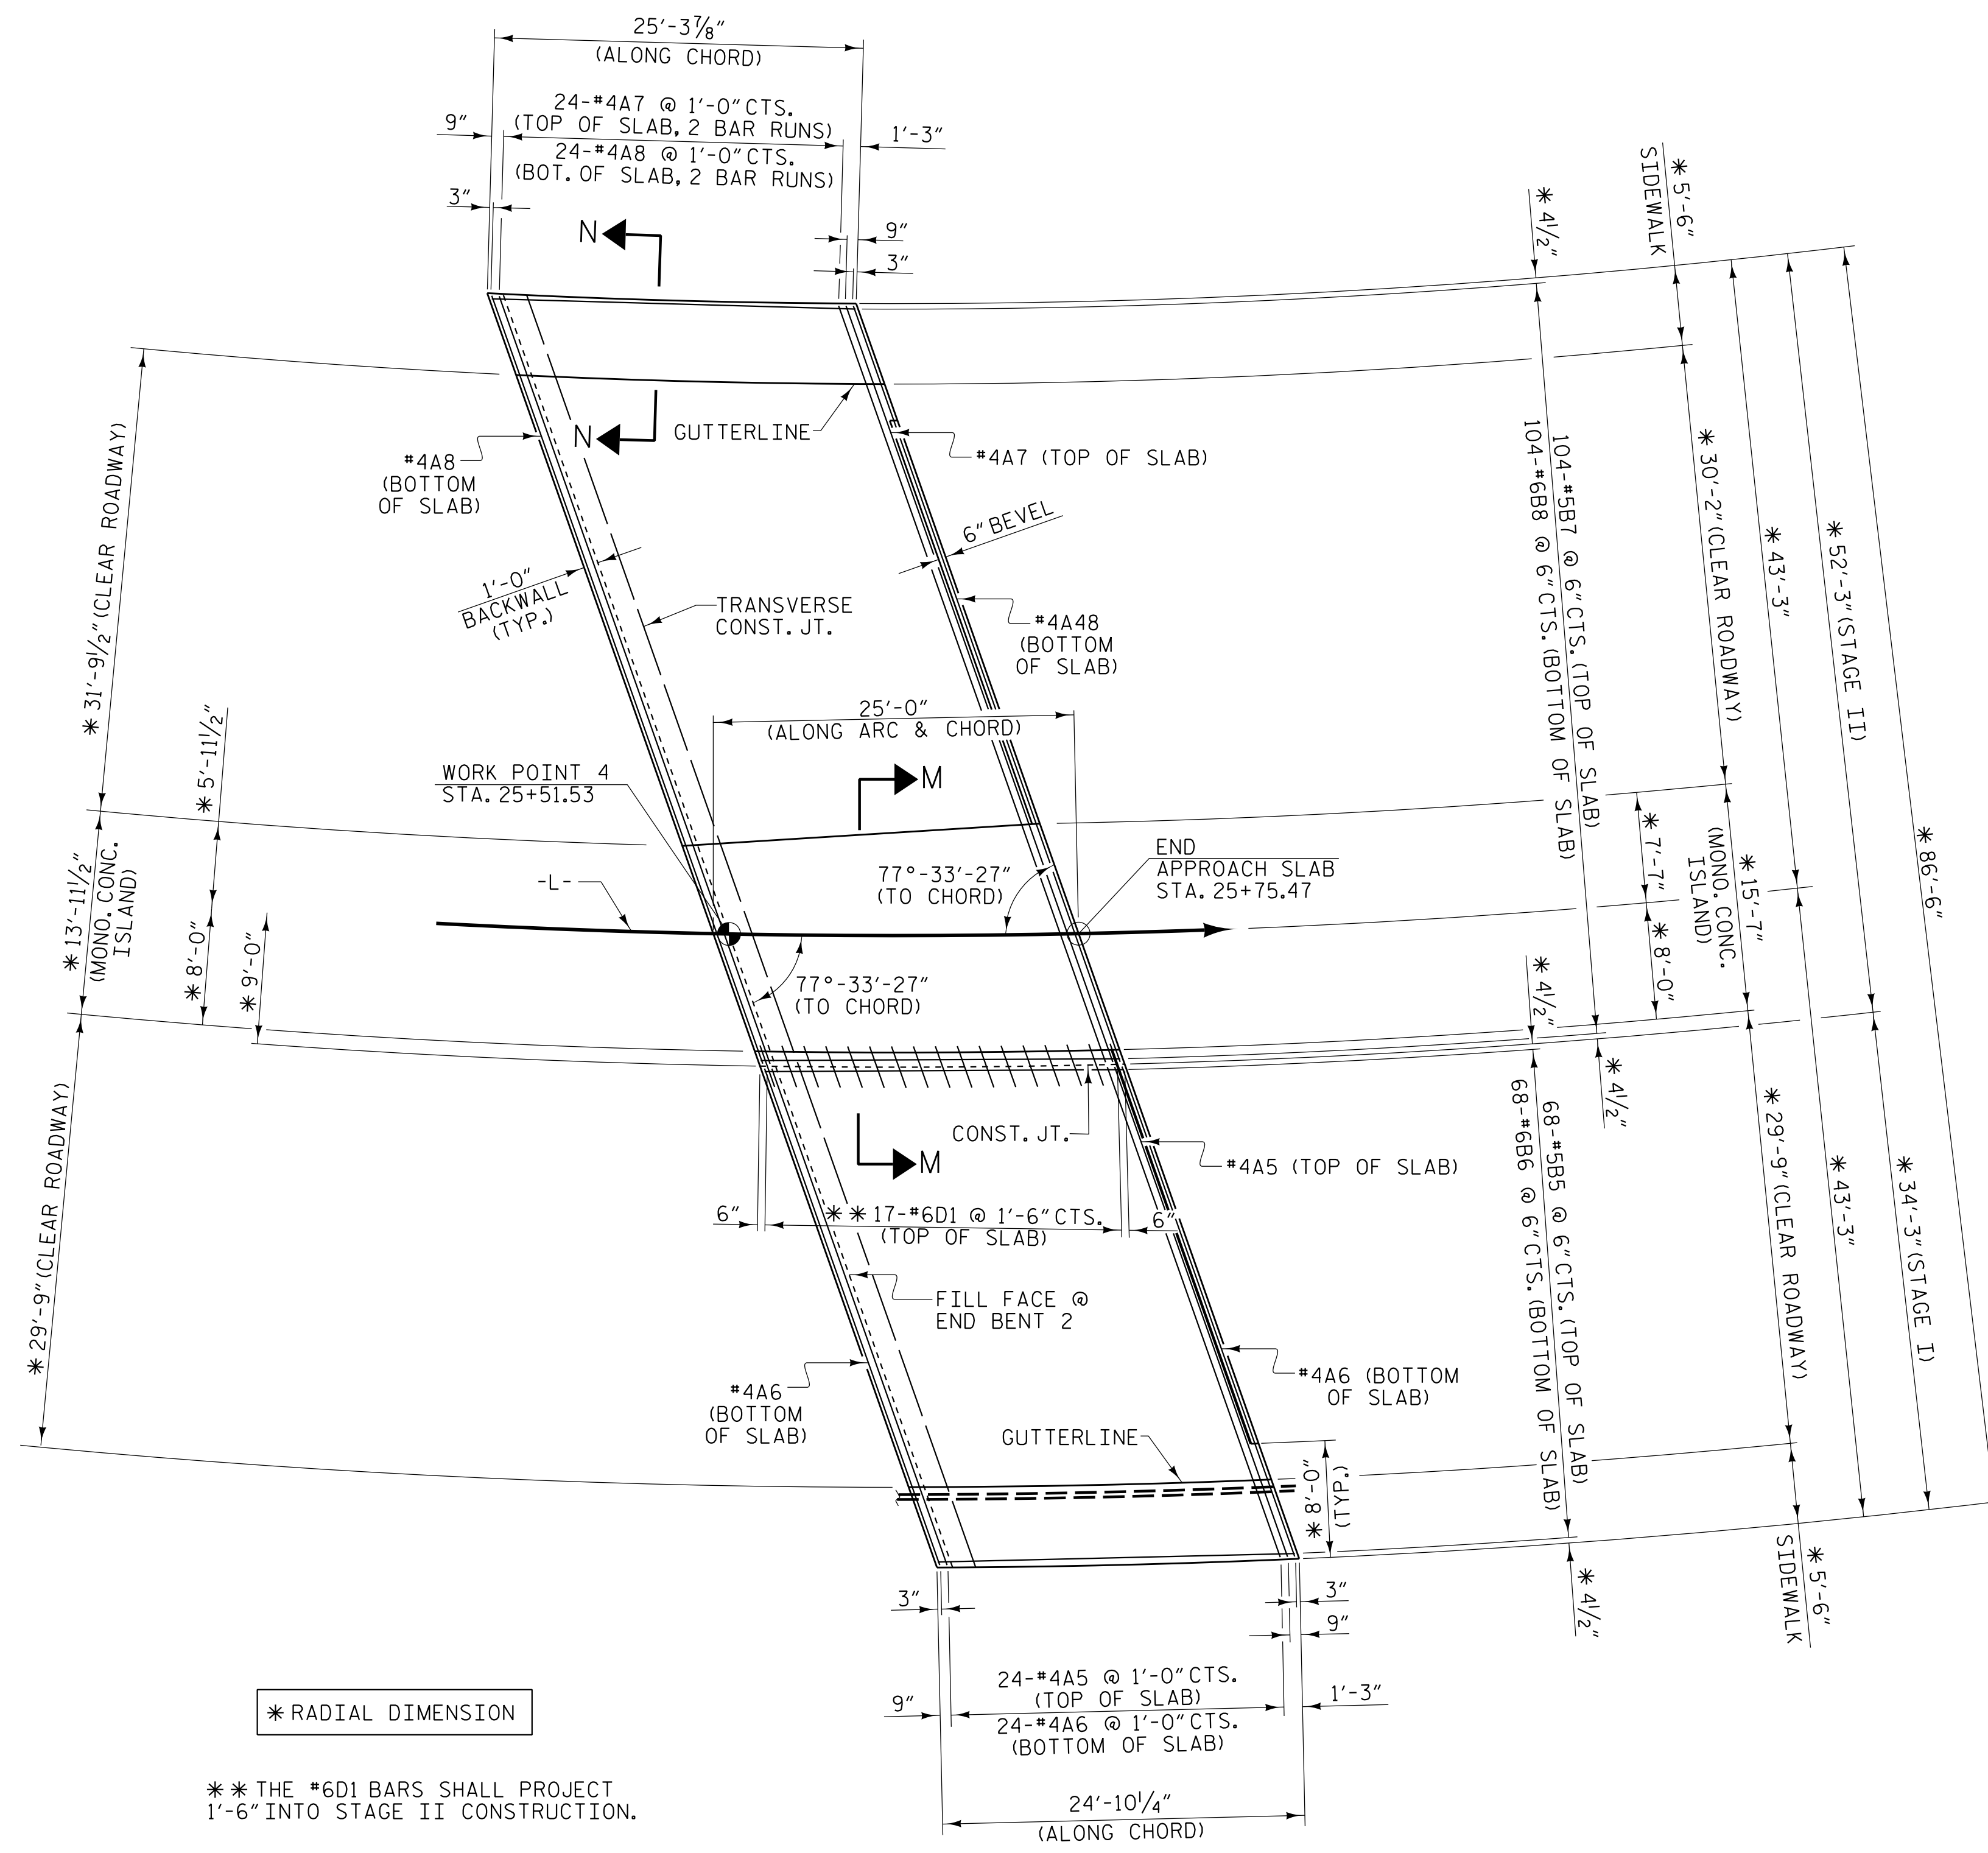 25'-3⅞"
(ALONG CHORD)
24-#4A7 @ 1'-0" CTS.
(TOP OF SLAB, 2 BAR RUNS)
24-#4A8 @ 1'-0" CTS.
(BOT. OF SLAB, 2 BAR RUNS)
9"
1'-3"
3"
9"
3"
N
N
GUTTERLINE
#4A8
(BOTTOM
OF SLAB)
#4A7 (TOP OF SLAB)
6" BEVEL
1'-0"
BACKWALL
(TYP.)
TRANSVERSE
CONST. JT.
#4A48
(BOTTOM
OF SLAB)
25'-0"
(ALONG ARC & CHORD)
WORK POINT 4
STA. 25+51.53
M
END
APPROACH SLAB
STA. 25+75.47
77°-33'-27"
(TO CHORD)
-L-
77°-33'-27"
(TO CHORD)
CONST. JT.
M
#4A5 (TOP OF SLAB)
6"
** 17-#6D1 @ 1'-6" CTS.
(TOP OF SLAB)
6"
FILL FACE @
END BENT 2
#4A6
(BOTTOM
OF SLAB)
#4A6 (BOTTOM
OF SLAB)
GUTTERLINE
* 8'-0"
(TYP.)
3"
3"
9"
24-#4A5 @ 1'-0" CTS.
(TOP OF SLAB)
24-#4A6 @ 1'-0" CTS.
(BOTTOM OF SLAB)
9"
1'-3"
24'-10¼"
(ALONG CHORD)
* 31'-9½" (CLEAR ROADWAY)
* 5'-11½"
* 13'-11½"
(MONO. CONC.
ISLAND)
* 8'-0"
* 9'-0"
* 29'-9" (CLEAR ROADWAY)
* 4½"
* 5'-6"
SIDEWALK
104-#5B7 @ 6" CTS. (TOP OF SLAB)
104-#6B8 @ 6" CTS. (BOTTOM OF SLAB)
* 30'-2" (CLEAR ROADWAY)
* 43'-3"
* 52'-3" (STAGE II)
* 86'-6"
* 7'-7"
* 15'-7"
(MONO. CONC.
ISLAND)
* 8'-0"
* 4½"
* 4½"
68-#5B5 @ 6" CTS. (TOP OF SLAB)
68-#6B6 @ 6" CTS. (BOTTOM OF SLAB)
* 29'-9" (CLEAR ROADWAY)
* 43'-3"
* 34'-3" (STAGE I)
* 4½"
* 5'-6"
SIDEWALK
* RADIAL DIMENSION
** THE #6D1 BARS SHALL PROJECT
1'-6" INTO STAGE II CONSTRUCTION.